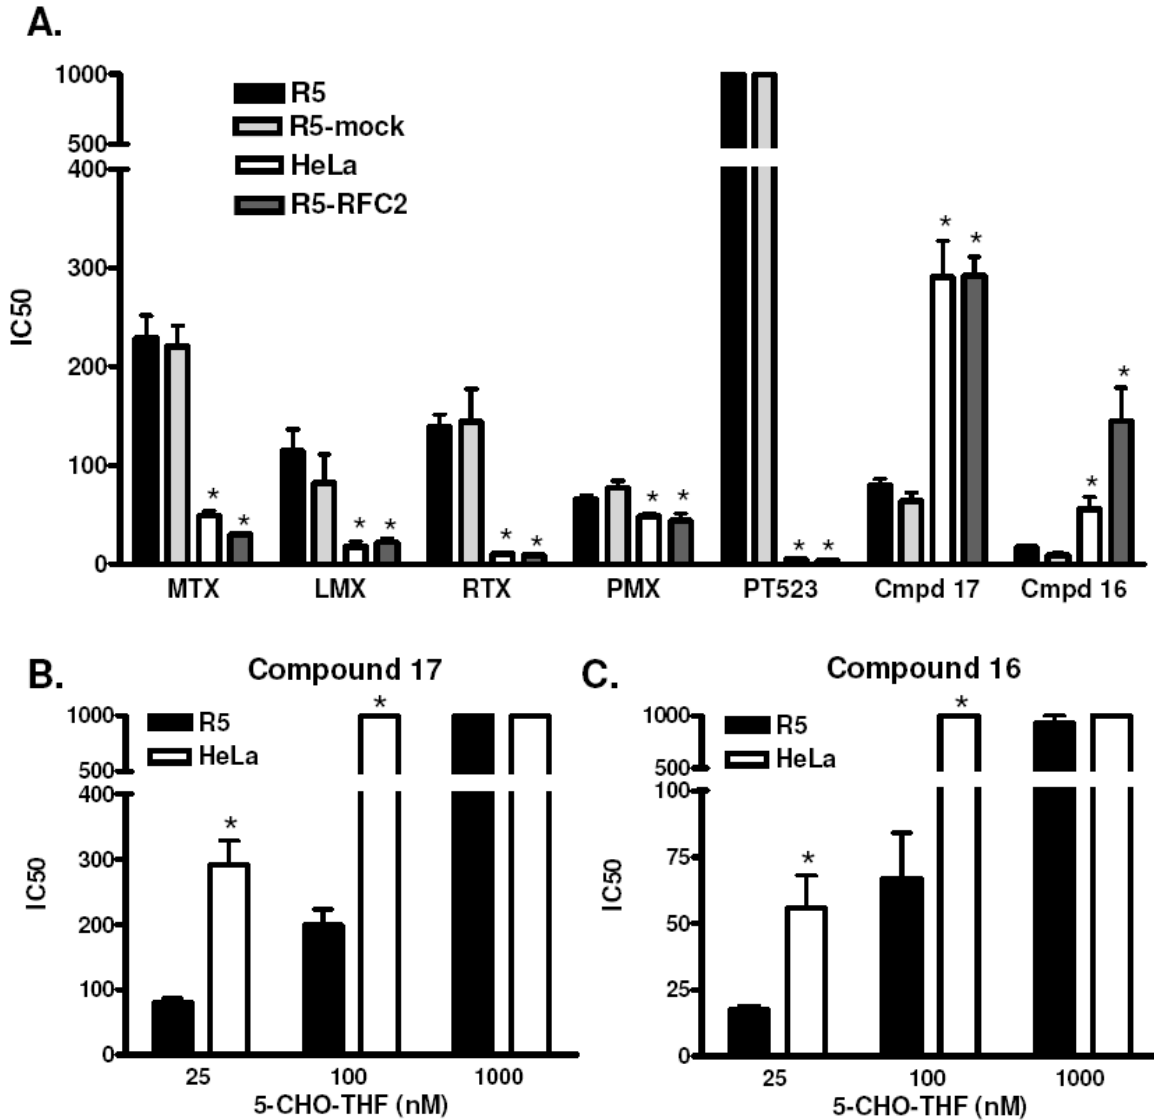 A.
1000
500
400
300
200
100
0
IC50
R5
R5-mock
HeLa
R5-RFC2
* * * * * * * * * * * * * *
MTX LMX RTX PMX PT523 Cmpd 17 Cmpd 16
B.
Compound 17
1000
500
400
300
200
100
0
IC50
R5
HeLa
* *
25 100 1000
5-CHO-THF (nM)
C.
Compound 16
1000
500
100
75
50
25
0
IC50
R5
HeLa
* *
25 100 1000
5-CHO-THF (nM)